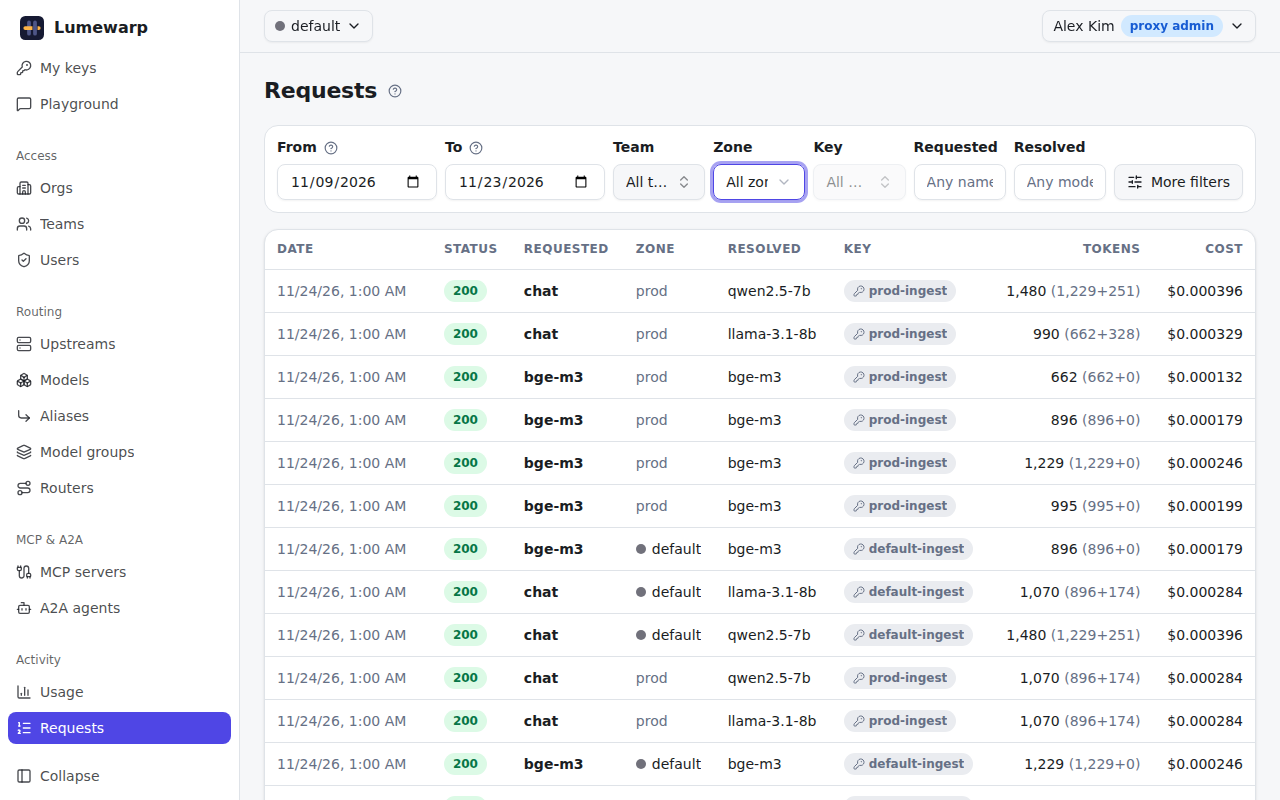 Lumewarp
default
Alex Kim proxy admin
My keys
Playground
Access
Orgs
Teams
Users
Routing
Upstreams
Models
Aliases
Model groups
Routers
MCP & A2A
MCP servers
A2A agents
Activity
Usage
Requests
Collapse
Requests
From To Team Zone Key Requested Resolved
11/09/2026 11/23/2026 All t... All zor All ... Any name Any mode More filters
DATE STATUS REQUESTED ZONE RESOLVED KEY TOKENS COST
11/24/26, 1:00 AM 200 chat prod qwen2.5-7b prod-ingest 1,480 (1,229+251) $0.000396
11/24/26, 1:00 AM 200 chat prod llama-3.1-8b prod-ingest 990 (662+328) $0.000329
11/24/26, 1:00 AM 200 bge-m3 prod bge-m3 prod-ingest 662 (662+0) $0.000132
11/24/26, 1:00 AM 200 bge-m3 prod bge-m3 prod-ingest 896 (896+0) $0.000179
11/24/26, 1:00 AM 200 bge-m3 prod bge-m3 prod-ingest 1,229 (1,229+0) $0.000246
11/24/26, 1:00 AM 200 bge-m3 prod bge-m3 prod-ingest 995 (995+0) $0.000199
11/24/26, 1:00 AM 200 bge-m3 default bge-m3 default-ingest 896 (896+0) $0.000179
11/24/26, 1:00 AM 200 chat default llama-3.1-8b default-ingest 1,070 (896+174) $0.000284
11/24/26, 1:00 AM 200 chat default qwen2.5-7b default-ingest 1,480 (1,229+251) $0.000396
11/24/26, 1:00 AM 200 chat prod qwen2.5-7b prod-ingest 1,070 (896+174) $0.000284
11/24/26, 1:00 AM 200 chat prod llama-3.1-8b prod-ingest 1,070 (896+174) $0.000284
11/24/26, 1:00 AM 200 bge-m3 default bge-m3 default-ingest 1,229 (1,229+0) $0.000246